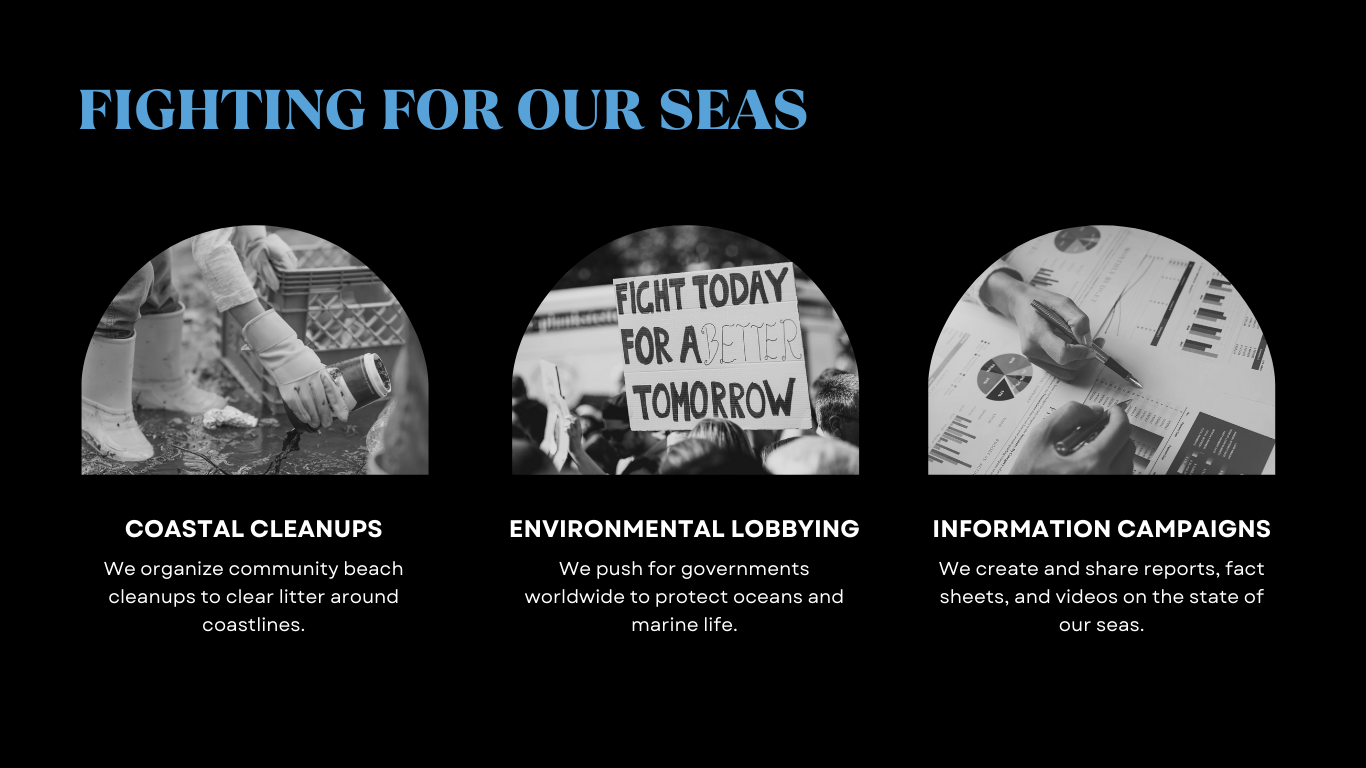 FIGHTING FOR OUR SEAS
FIGHT TODAY
FOR A BETTER
TOMORROW
COASTAL CLEANUPS
We organize community beach
cleanups to clear litter around
coastlines.
ENVIRONMENTAL LOBBYING
We push for governments
worldwide to protect oceans and
marine life.
INFORMATION CAMPAIGNS
We create and share reports, fact
sheets, and videos on the state of
our seas.